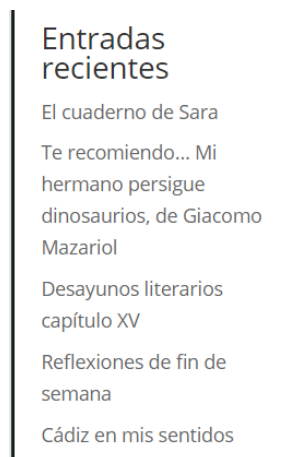 Entradas
recientes
El cuaderno de Sara
Te recomiendo... Mi
hermano persigue
dinosaurios, de Giacomo
Mazariol
Desayunos literarios
capítulo XV
Reflexiones de fin de
semana
Cádiz en mis sentidos